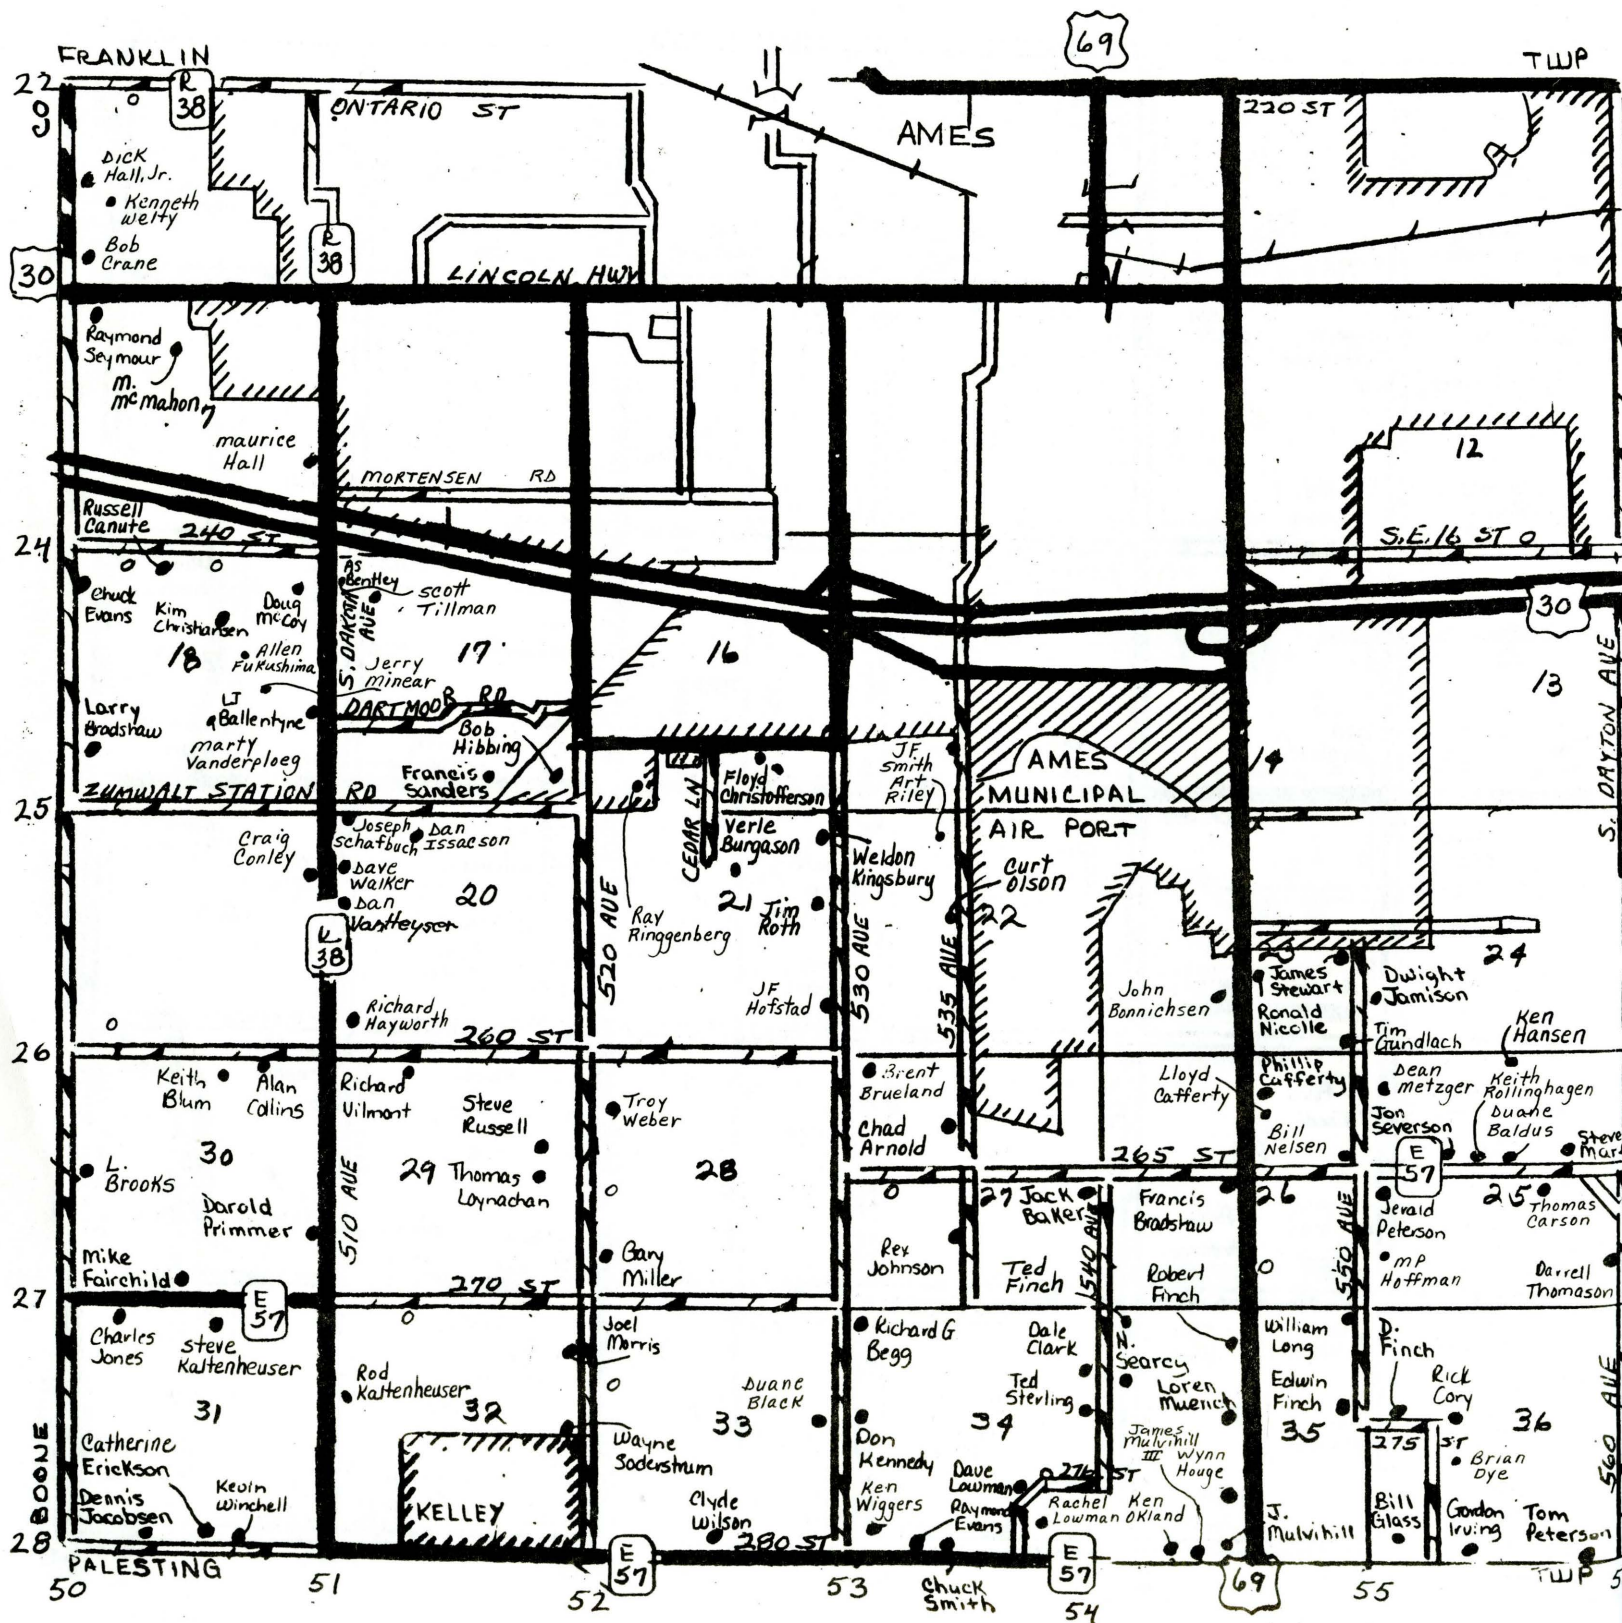 FRANKLIN
69
TWP
22
R
38
ONTARIO ST
AMES
220 ST
CO
Dick
Hall, Jr.
Kenneth
Welty
Bob
Crane
R
38
30
LINCOLN HWY
Raymond
Seymour
M.
McMahon
maurice
Hall
12
MORTENSEN RD
Russell
Canute
240 ST
24
S.E. 16 ST
Chuck
Evans
Kim
Christiansen
Doug
McCoy
Bentley
Scott
Tillman
S. DAKOTA
AVE
30
18
Allen
Fukushima
Jerry
Minear
17
16
13
S. DAYTON AVE
Larry
Bradshaw
LJ
Ballentyne
marty
Vanderploeg
DARTMOOR RD
Bob
Hibbing
Francis
Sanders
JF
Smith
Art
Riley
AMES
MUNICIPAL
AIR PORT
14
ZUMWALT STATION RD
25
CEDAR LN
Floyd
Christofferson
Verle
Burgason
Craig
Conley
Joseph
Schafbuch
Dan
Issacson
Dave
Walker
Dan
VanHeyser
20
Weldon
Kingsbury
Curt
Olson
21
Jim
Roth
22
Ray
Ringgenberg
520 AVE
530 AVE
535 AVE
38
23
24
James
Stewart
Dwight
Jamison
John
Bonnichsen
Ronald
Nicolle
JF
Hofstad
Richard
Hayworth
260 ST
26
Tim
Gundlach
Ken
Hansen
Keith
Blum
Alan
Collins
Richard
Vilmont
Steve
Russell
Troy
Weber
Brent
Brueland
Chad
Arnold
Lloyd
Cafferty
Phillip
Cafferty
Dean
Metzger
Keith
Rollinghagen
Jon
Severson
Duane
Baldus
Bill
Nelsen
Steve
265 ST
E
57
30
L.
Brooks
29
Thomas
Loynachan
28
27
Jack
Baker
Francis
Bradshaw
26
25
Jerald
Peterson
Thomas
Carson
Darold
Primmer
510 AVE
540 AVE
550 AVE
Mike
Fairchild
Gary
Miller
Rex
Johnson
Ted
Finch
Robert
Finch
MP
Hoffman
Darrell
Thomason
270 ST
27
E
57
Charles
Jones
Steve
Kaltenheuser
Joel
Morris
Richard G
Begg
Dale
Clark
N.
Searcy
William
Long
D.
Finch
Rod
Kaltenheuser
Duane
Black
Ted
Sterling
Loren
Muench
Edwin
Finch
Rick
Cory
560 AVE
31
32
33
34
35
36
Catherine
Erickson
Wayne
Soderstrum
Don
Kennedy
James
Mulvihill
III
Wynn
Houge
275 ST
Brian
Dye
BOONE
Dennis
Jacobsen
Kevin
Winchell
KELLEY
Clyde
Wilson
Ken
Wiggers
Dave
Lowman
276 ST
Raymond
Evans
Rachel
Lowman
Ken
Okland
J.
Mulvihill
Bill
Glass
Gordon
Irving
Tom
Peterson
28
280 ST
PALESTING
E
57
E
57
69
TWP
50
51
52
53
Chuck
Smith
54
55